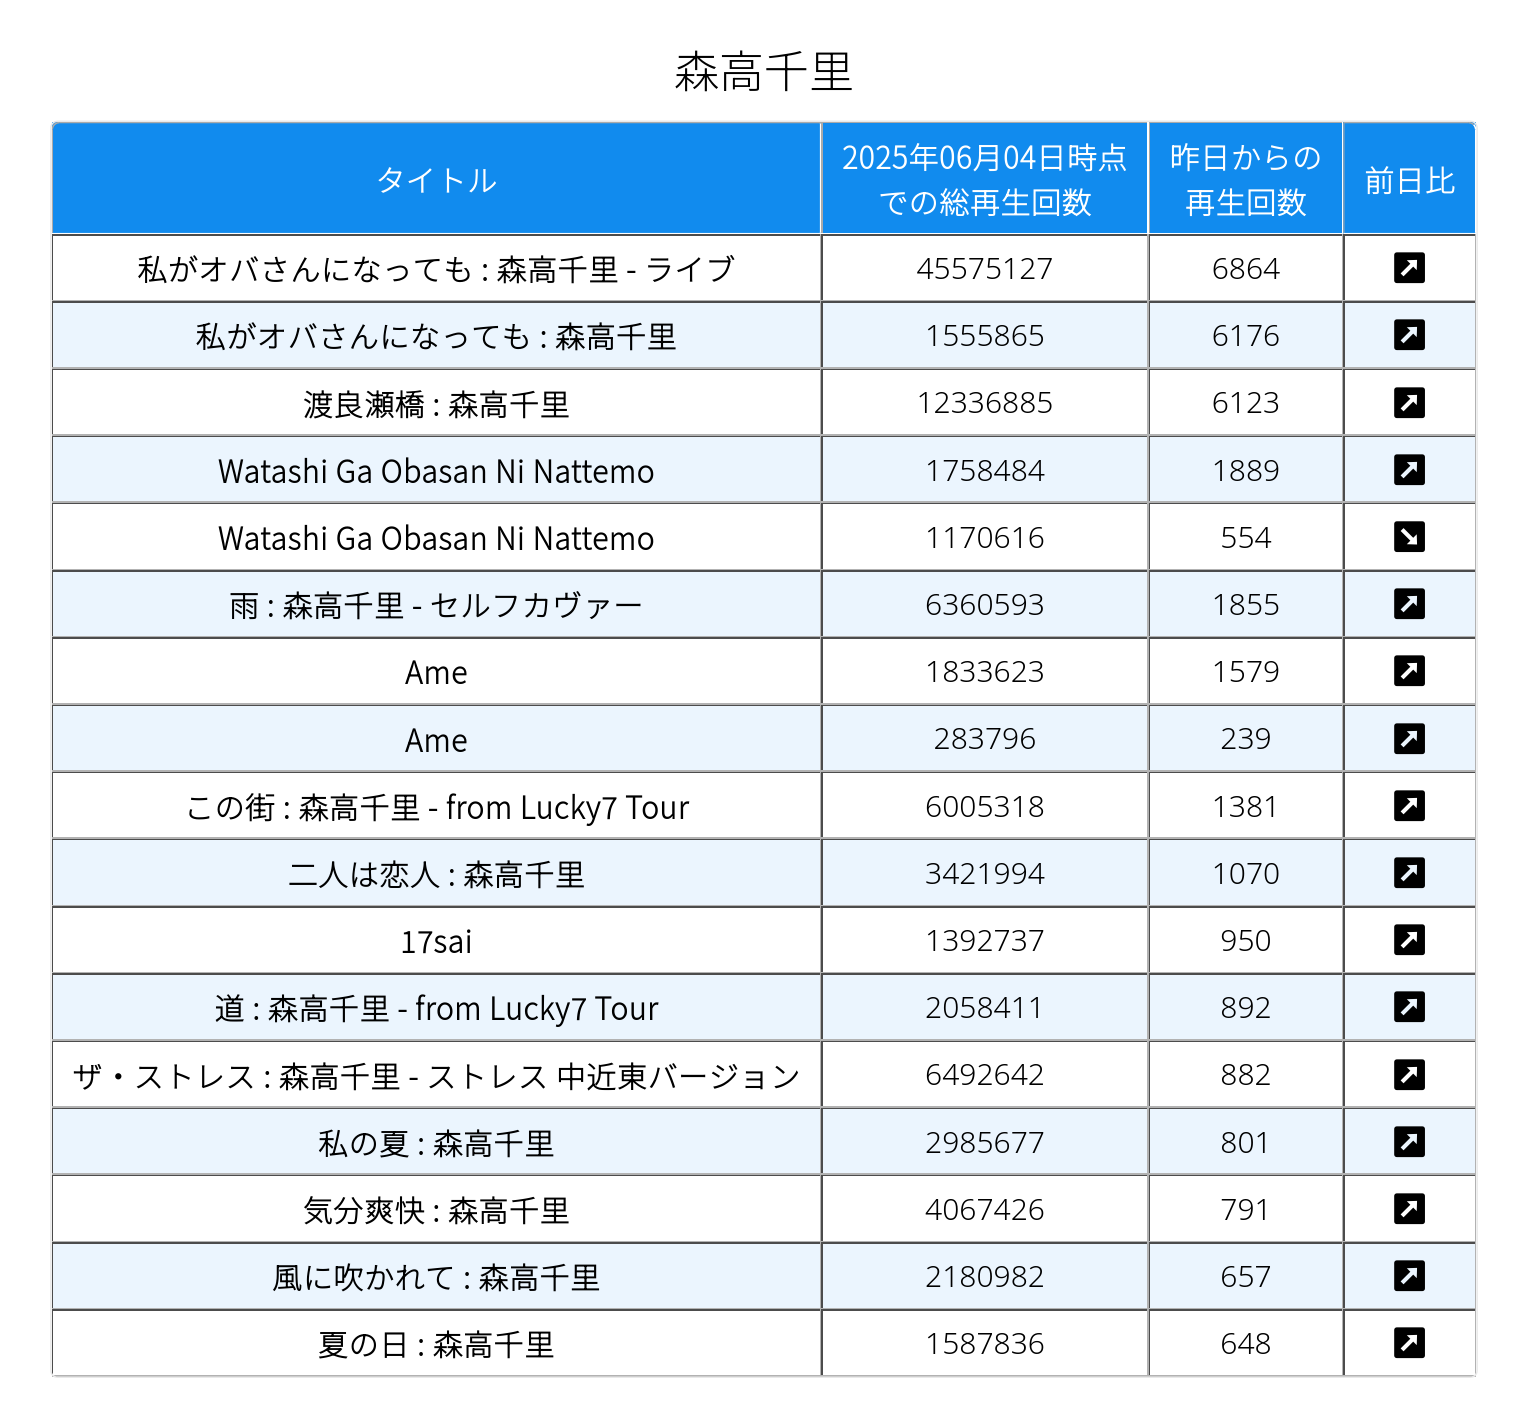 森高千里
タイトル
2025年06月04日時点
での総再生回数
昨日からの
再生回数
前日比
私がオバさんになっても : 森高千里 - ライブ 45575127 6864
私がオバさんになっても : 森高千里 1555865 6176
渡良瀬橋 : 森高千里 12336885 6123
Watashi Ga Obasan Ni Nattemo 1758484 1889
Watashi Ga Obasan Ni Nattemo 1170616 554
雨 : 森高千里 - セルフカヴァー 6360593 1855
Ame 1833623 1579
Ame 283796 239
この街 : 森高千里 - from Lucky7 Tour 6005318 1381
二人は恋人 : 森高千里 3421994 1070
17sai 1392737 950
道 : 森高千里 - from Lucky7 Tour 2058411 892
ザ・ストレス : 森高千里 - ストレス 中近東バージョン 6492642 882
私の夏 : 森高千里 2985677 801
気分爽快 : 森高千里 4067426 791
風に吹かれて : 森高千里 2180982 657
夏の日 : 森高千里 1587836 648